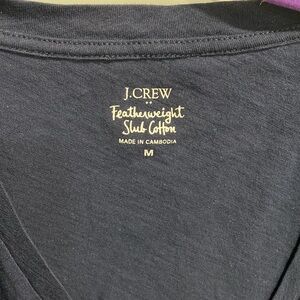 J.CREW
Featherweight
Slub Cotton
MADE IN CAMBODIA
M